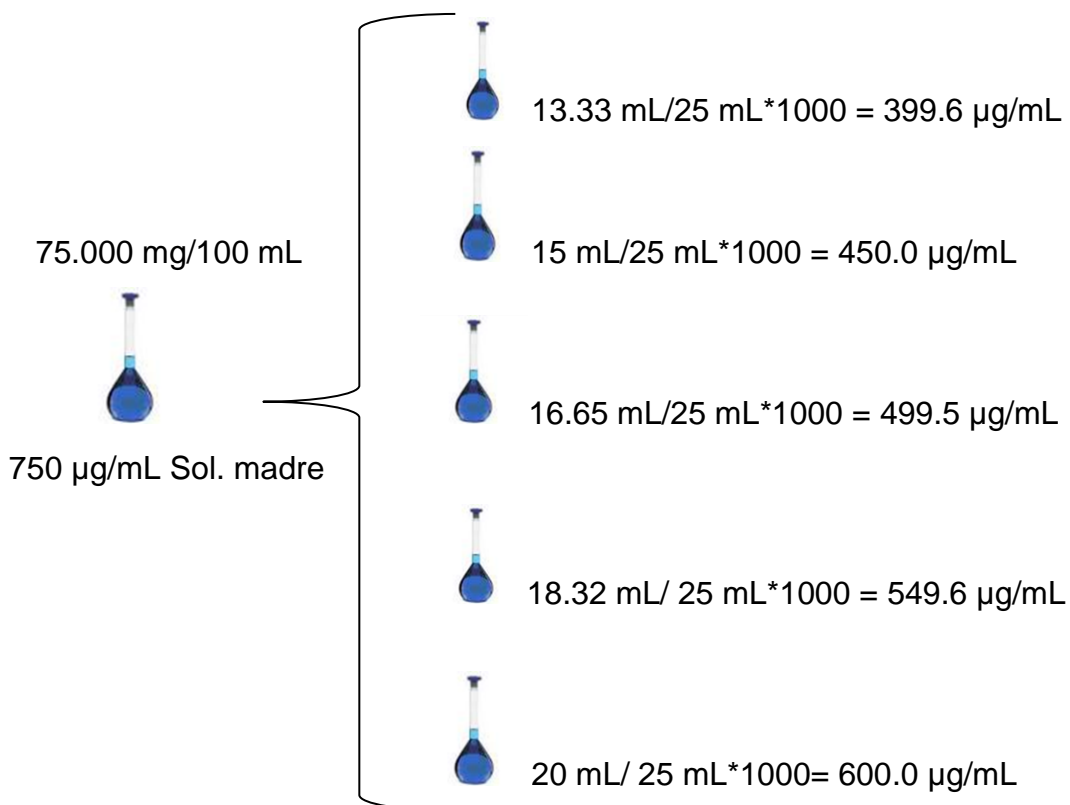 13.33 mL/25 mL*1000 = 399.6 µg/mL
15 mL/25 mL*1000 = 450.0 µg/mL
75.000 mg/100 mL
16.65 mL/25 mL*1000 = 499.5 µg/mL
750 µg/mL Sol. madre
18.32 mL/ 25 mL*1000 = 549.6 µg/mL
20 mL/ 25 mL*1000= 600.0 µg/mL